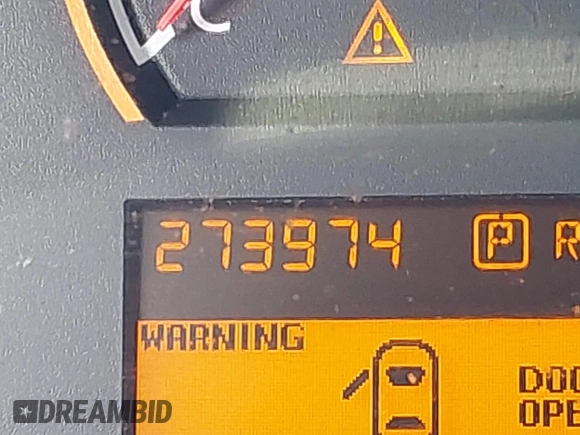 C
273974 P R
WARNING
DOO
OPE
DREAMBID